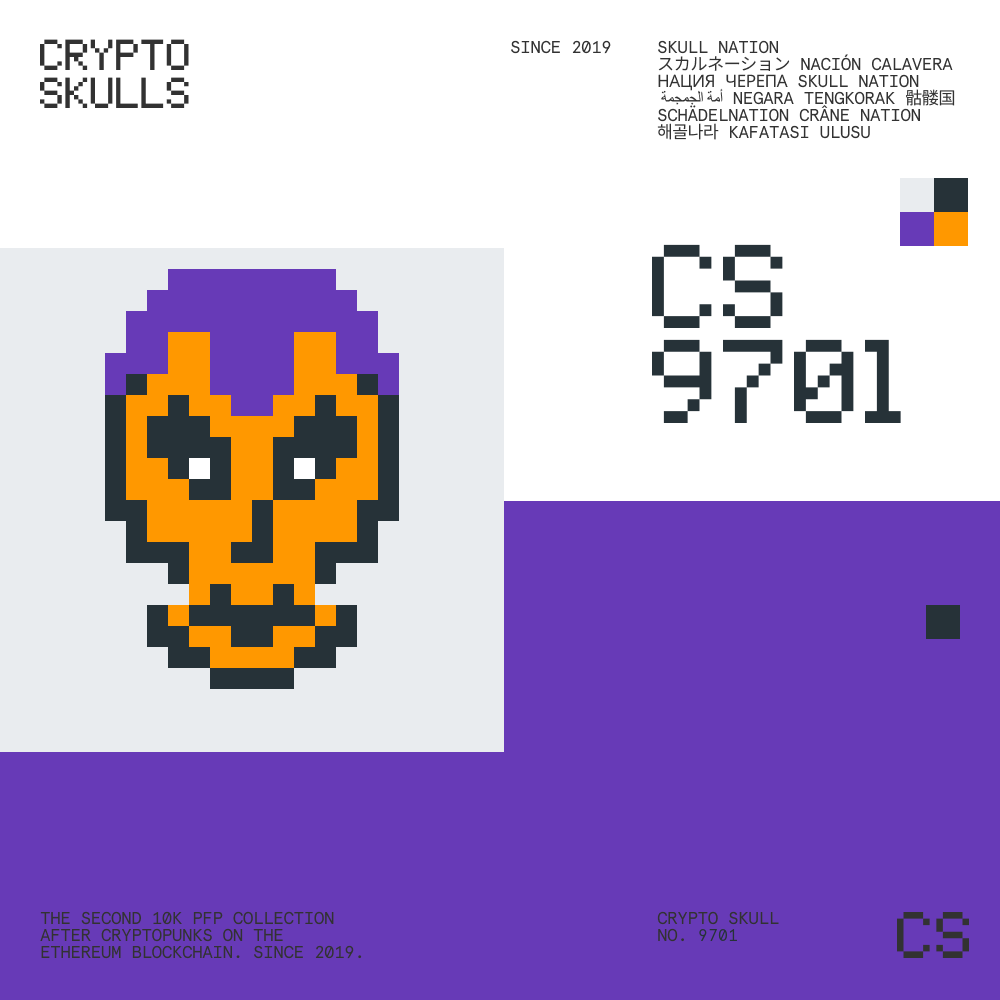 CRYPTO
SKULLS
SINCE 2019
SKULL NATION
スカルネーション NACIÓN CALAVERA
НАЦИЯ ЧЕРЕПА SKULL NATION
أمة الجمجمة NEGARA TENGKORAK 骷髅国
SCHÄDELNATION CRÂNE NATION
해골나라 KAFATASI ULUSU
CS
9701
THE SECOND 10K PFP COLLECTION
AFTER CRYPTOPUNKS ON THE
ETHEREUM BLOCKCHAIN. SINCE 2019.
CRYPTO SKULL
NO. 9701
CS